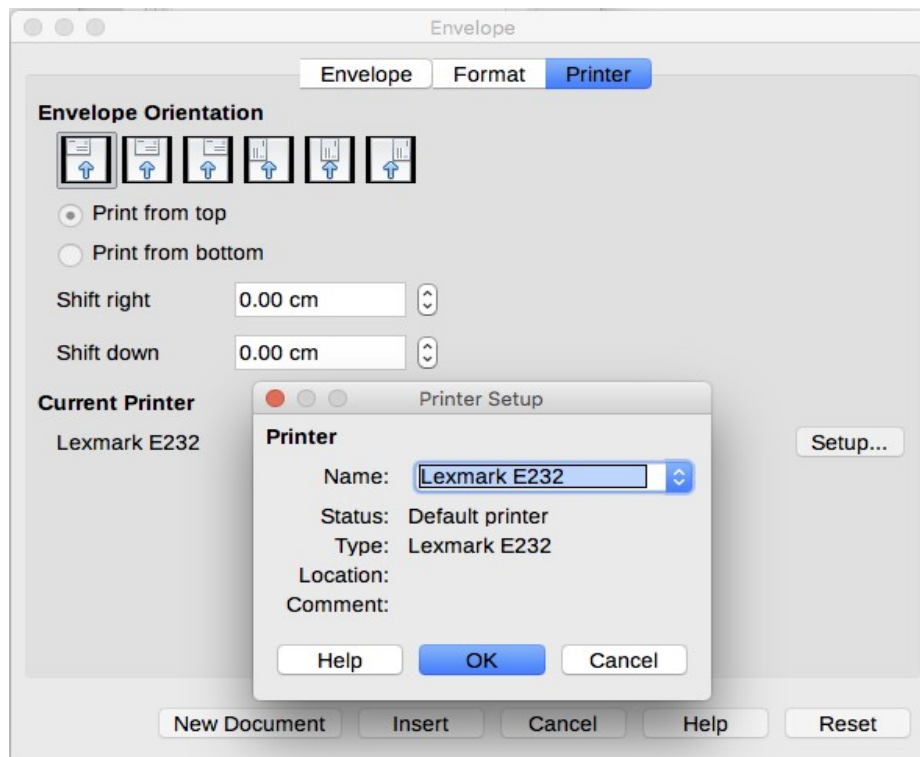 Envelope
Envelope Format Printer
Envelope Orientation
Print from top
Print from bottom
Shift right 0.00 cm
Shift down 0.00 cm
Current Printer
Lexmark E232 Setup...
Printer Setup
Printer
Name: Lexmark E232
Status: Default printer
Type: Lexmark E232
Location:
Comment:
Help OK Cancel
New Document Insert Cancel Help Reset